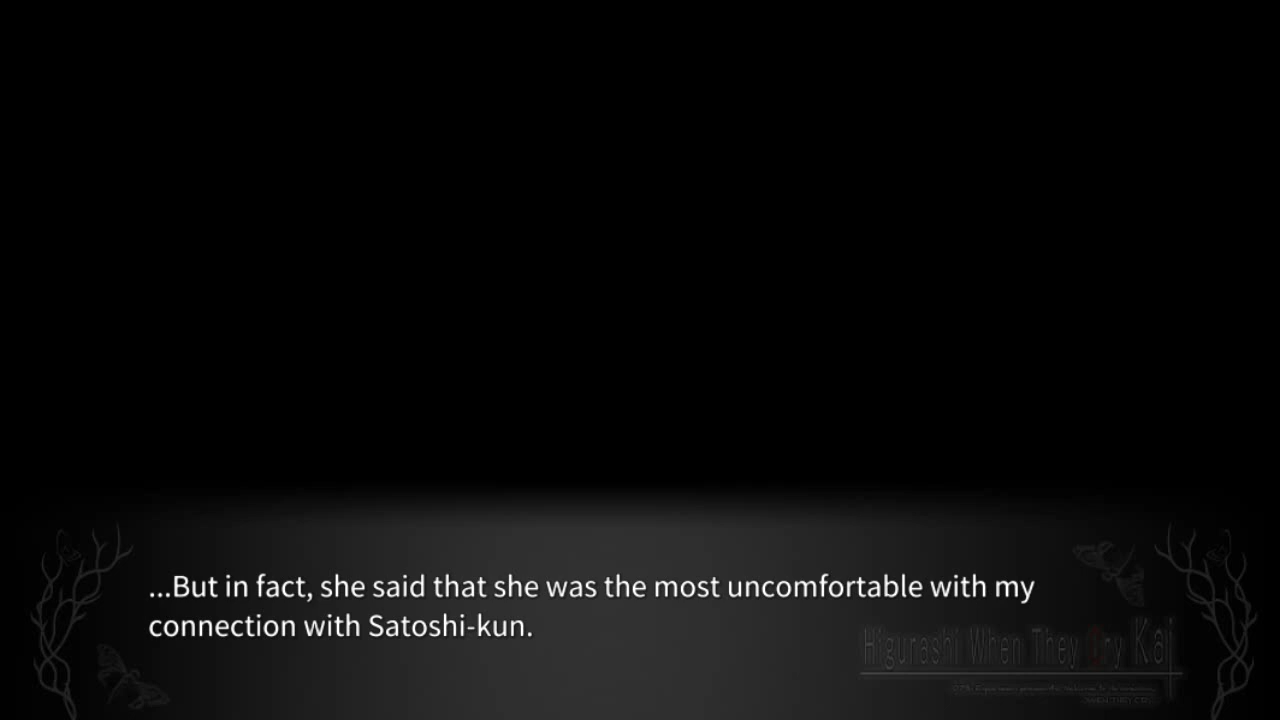 ...But in fact, she said that she was the most uncomfortable with my
connection with Satoshi-kun.
Higurashi When They Cry Kai